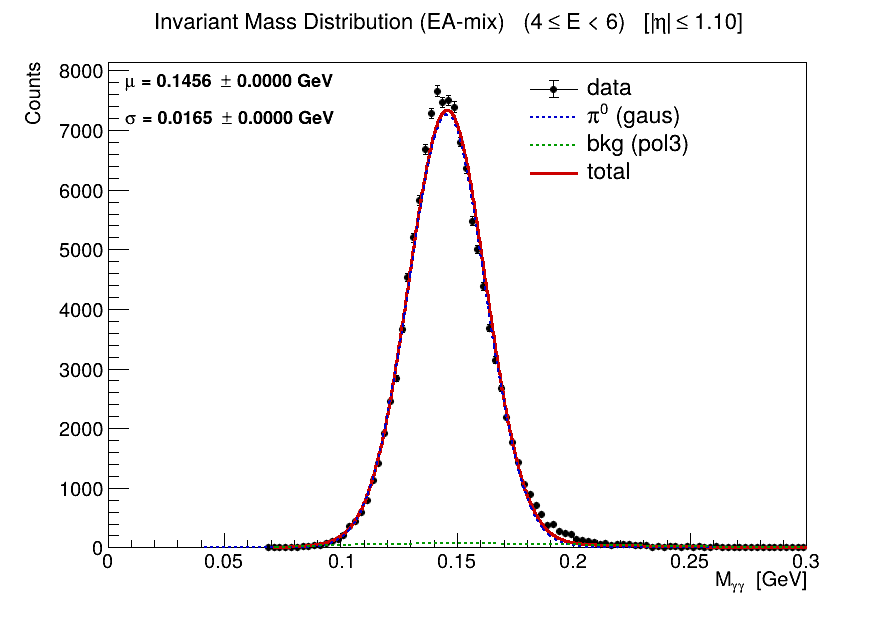 Invariant Mass Distribution (EA-mix) (4 ≤ E < 6) [|η| ≤ 1.10]
Counts
μ = 0.1456 ± 0.0000 GeV
σ = 0.0165 ± 0.0000 GeV
data
π⁰ (gaus)
bkg (pol3)
total
8000
7000
6000
5000
4000
3000
2000
1000
0
0 0.05 0.1 0.15 0.2 0.25 0.3
Mγγ [GeV]